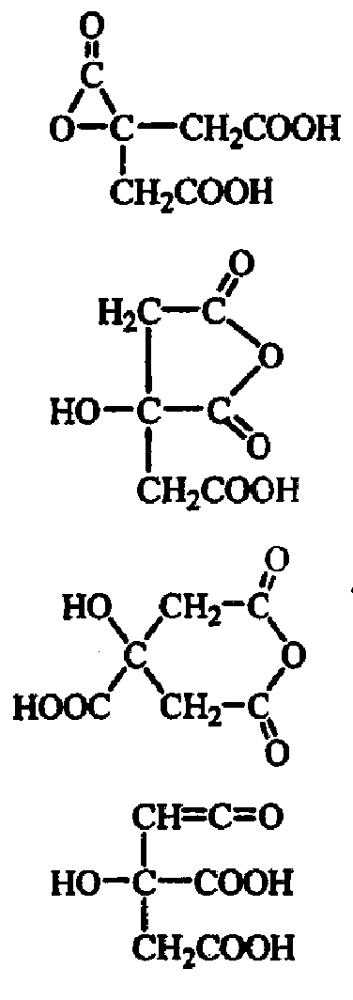 O
C
O C CH₂COOH
CH₂COOH
O
H₂C C
O
HO C C
O
CH₂COOH
O
HO CH₂ C
C O
HOOC CH₂ C
O
CH=C=O
HO C COOH
CH₂COOH